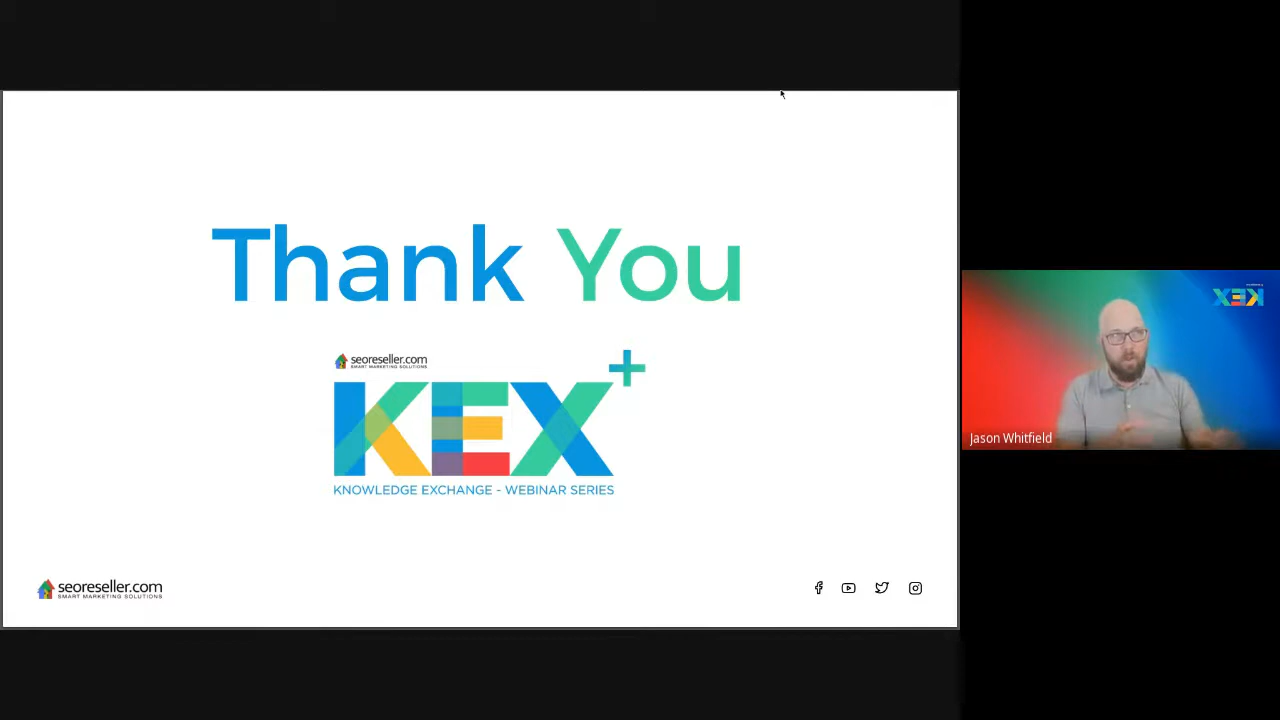 Thank You
seoreseller.com
SMART MARKETING SOLUTIONS
KEX+
KNOWLEDGE EXCHANGE - WEBINAR SERIES
seoreseller.com
SMART MARKETING SOLUTIONS
KEX
Jason Whitfield